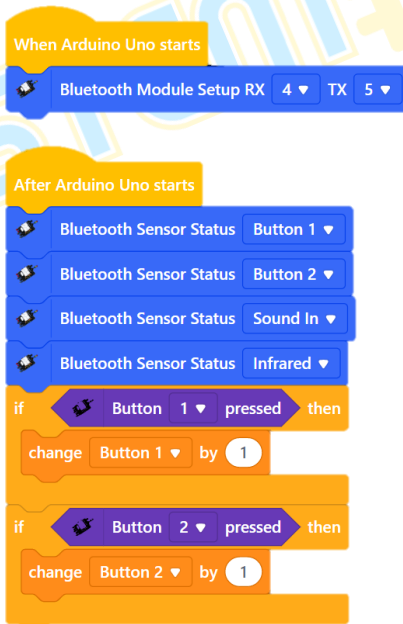 When Arduino Uno starts
Bluetooth Module Setup RX 4 TX 5
After Arduino Uno starts
Bluetooth Sensor Status Button 1
Bluetooth Sensor Status Button 2
Bluetooth Sensor Status Sound In
Bluetooth Sensor Status Infrared
if Button 1 pressed then
change Button 1 by 1
if Button 2 pressed then
change Button 2 by 1